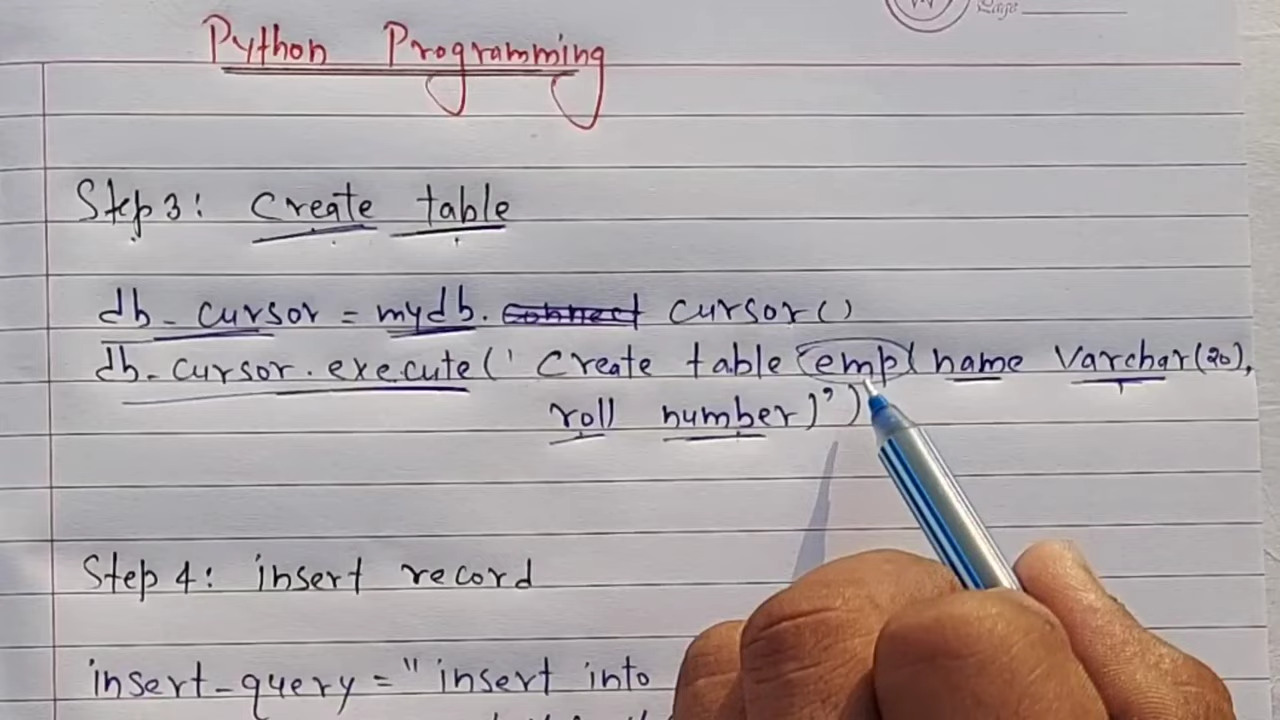 Page
Python Programming
Step 3: Create table
db_cursor = mydb. connect cursor()
db_cursor.execute(' Create table emp(name Varchar(20),
roll number)')
Step 4: insert record
insert_query = "insert into